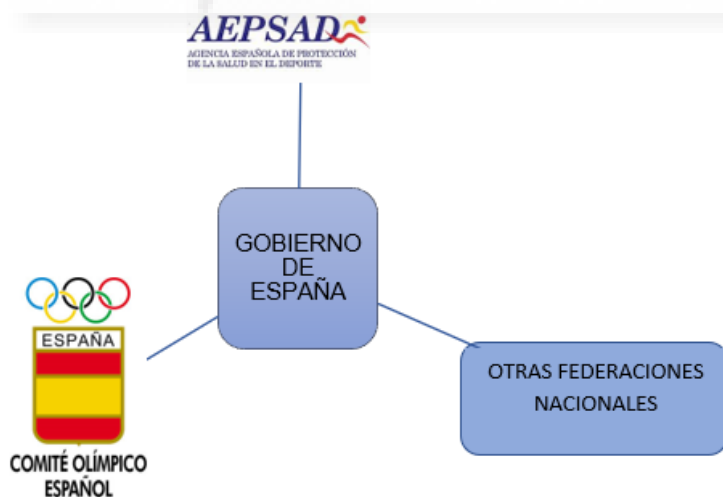 AEPSAD
AGENCIA ESPAÑOLA DE PROTECCIÓN
DE LA SALUD EN EL DEPORTE
GOBIERNO
DE
ESPAÑA
ESPAÑA
COMITÉ OLÍMPICO
ESPAÑOL
OTRAS FEDERACIONES
NACIONALES